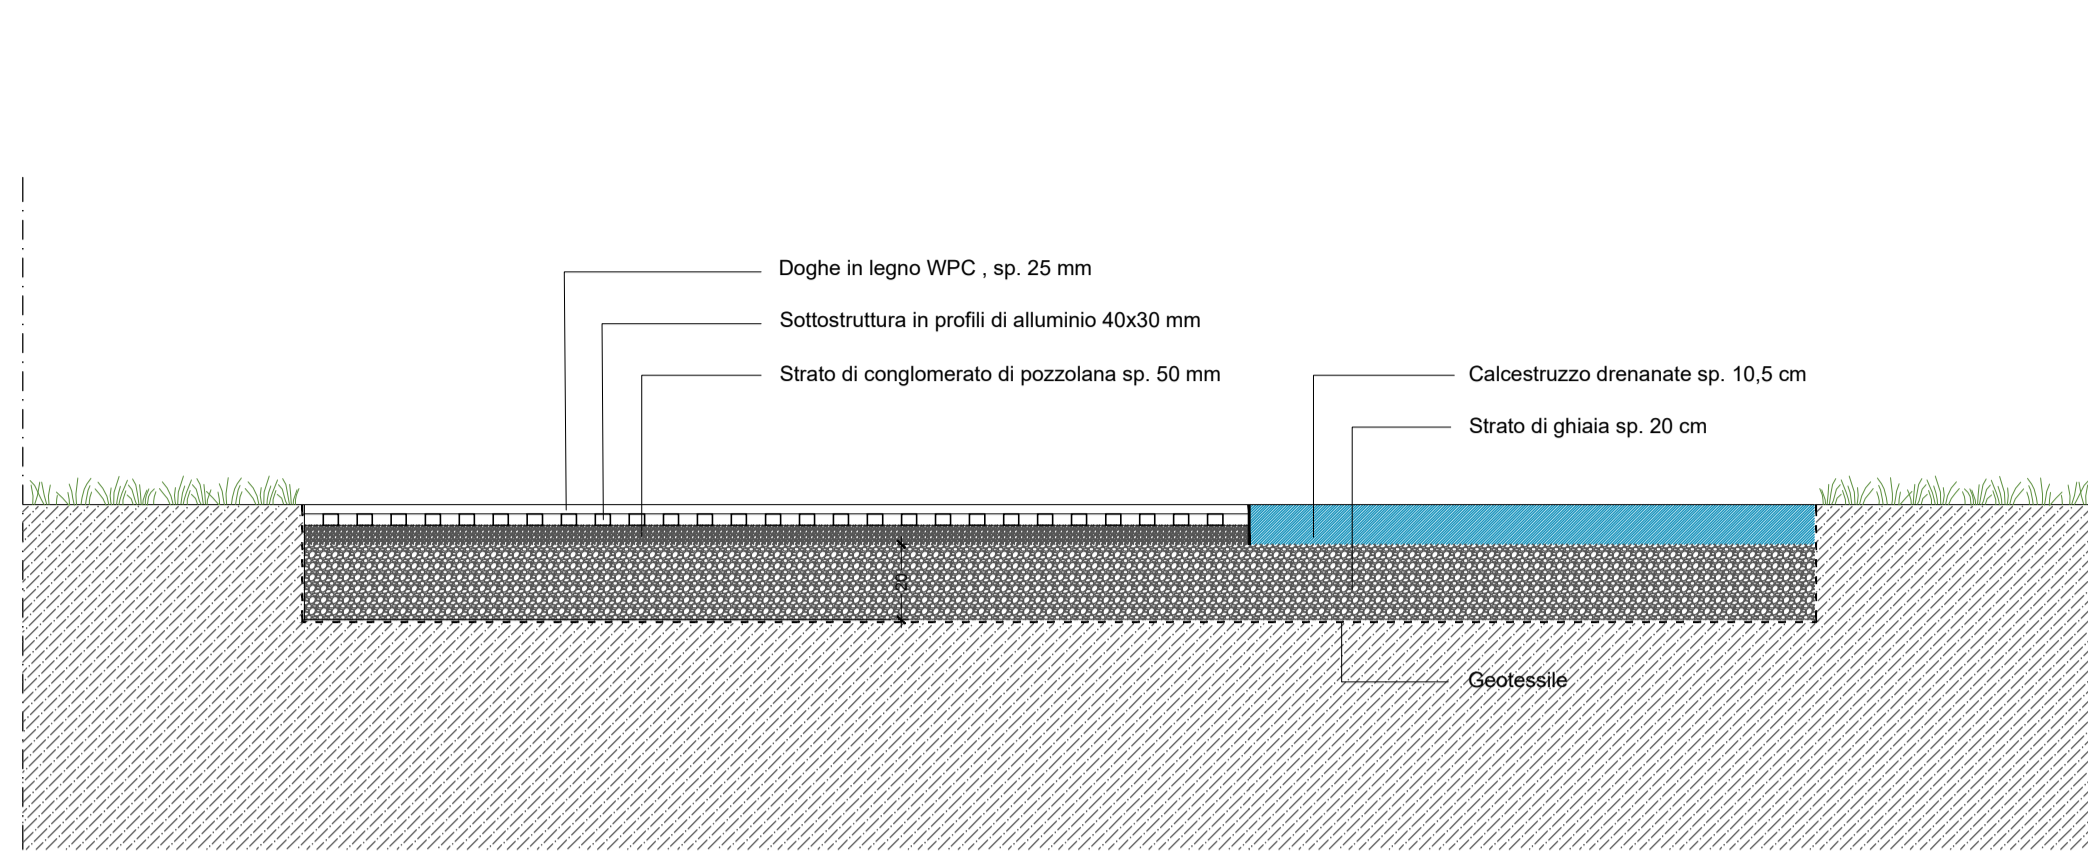 Doghe in legno WPC , sp. 25 mm
Sottostruttura in profili di alluminio 40x30 mm
Strato di conglomerato di pozzolana sp. 50 mm
Calcestruzzo drenanate sp. 10,5 cm
Strato di ghiaia sp. 20 cm
20
Geotessile